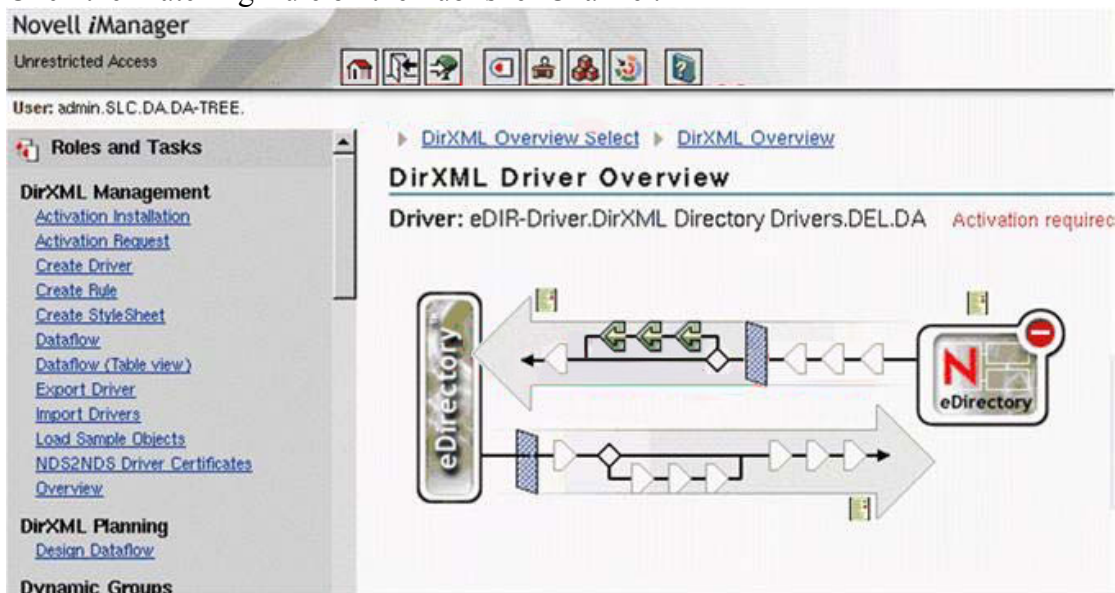 Novell iManager
Unrestricted Access
User: admin.SLC.DA.DA-TREE.
Roles and Tasks
DirXML Management
Activation Installation
Activation Request
Create Driver
Create Rule
Create StyleSheet
Dataflow
Dataflow (Table view)
Export Driver
Import Drivers
Load Sample Objects
NDS2NDS Driver Certificates
Overview
DirXML Planning
Design Dataflow
Dynamic Groups
DirXML Overview Select DirXML Overview
DirXML Driver Overview
Driver: eDIR-Driver.DirXML Directory Drivers.DEL.DA Activation required
eDirectory
N
eDirectory